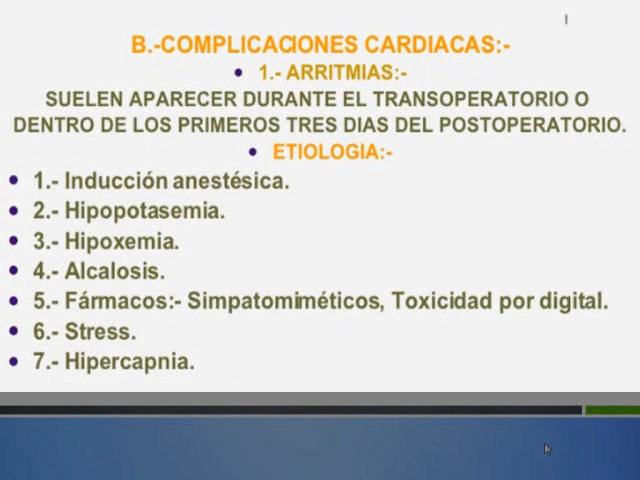 B.-COMPLICACIONES CARDIACAS:-
• 1.- ARRITMIAS:-
SUELEN APARECER DURANTE EL TRANSOPERATORIO O
DENTRO DE LOS PRIMEROS TRES DIAS DEL POSTOPERATORIO.
• ETIOLOGIA:-
• 1.- Inducción anestésica.
• 2.- Hipopotasemia.
• 3.- Hipoxemia.
• 4.- Alcalosis.
• 5.- Fármacos:- Simpatomiméticos, Toxicidad por digital.
• 6.- Stress.
• 7.- Hipercapnia.